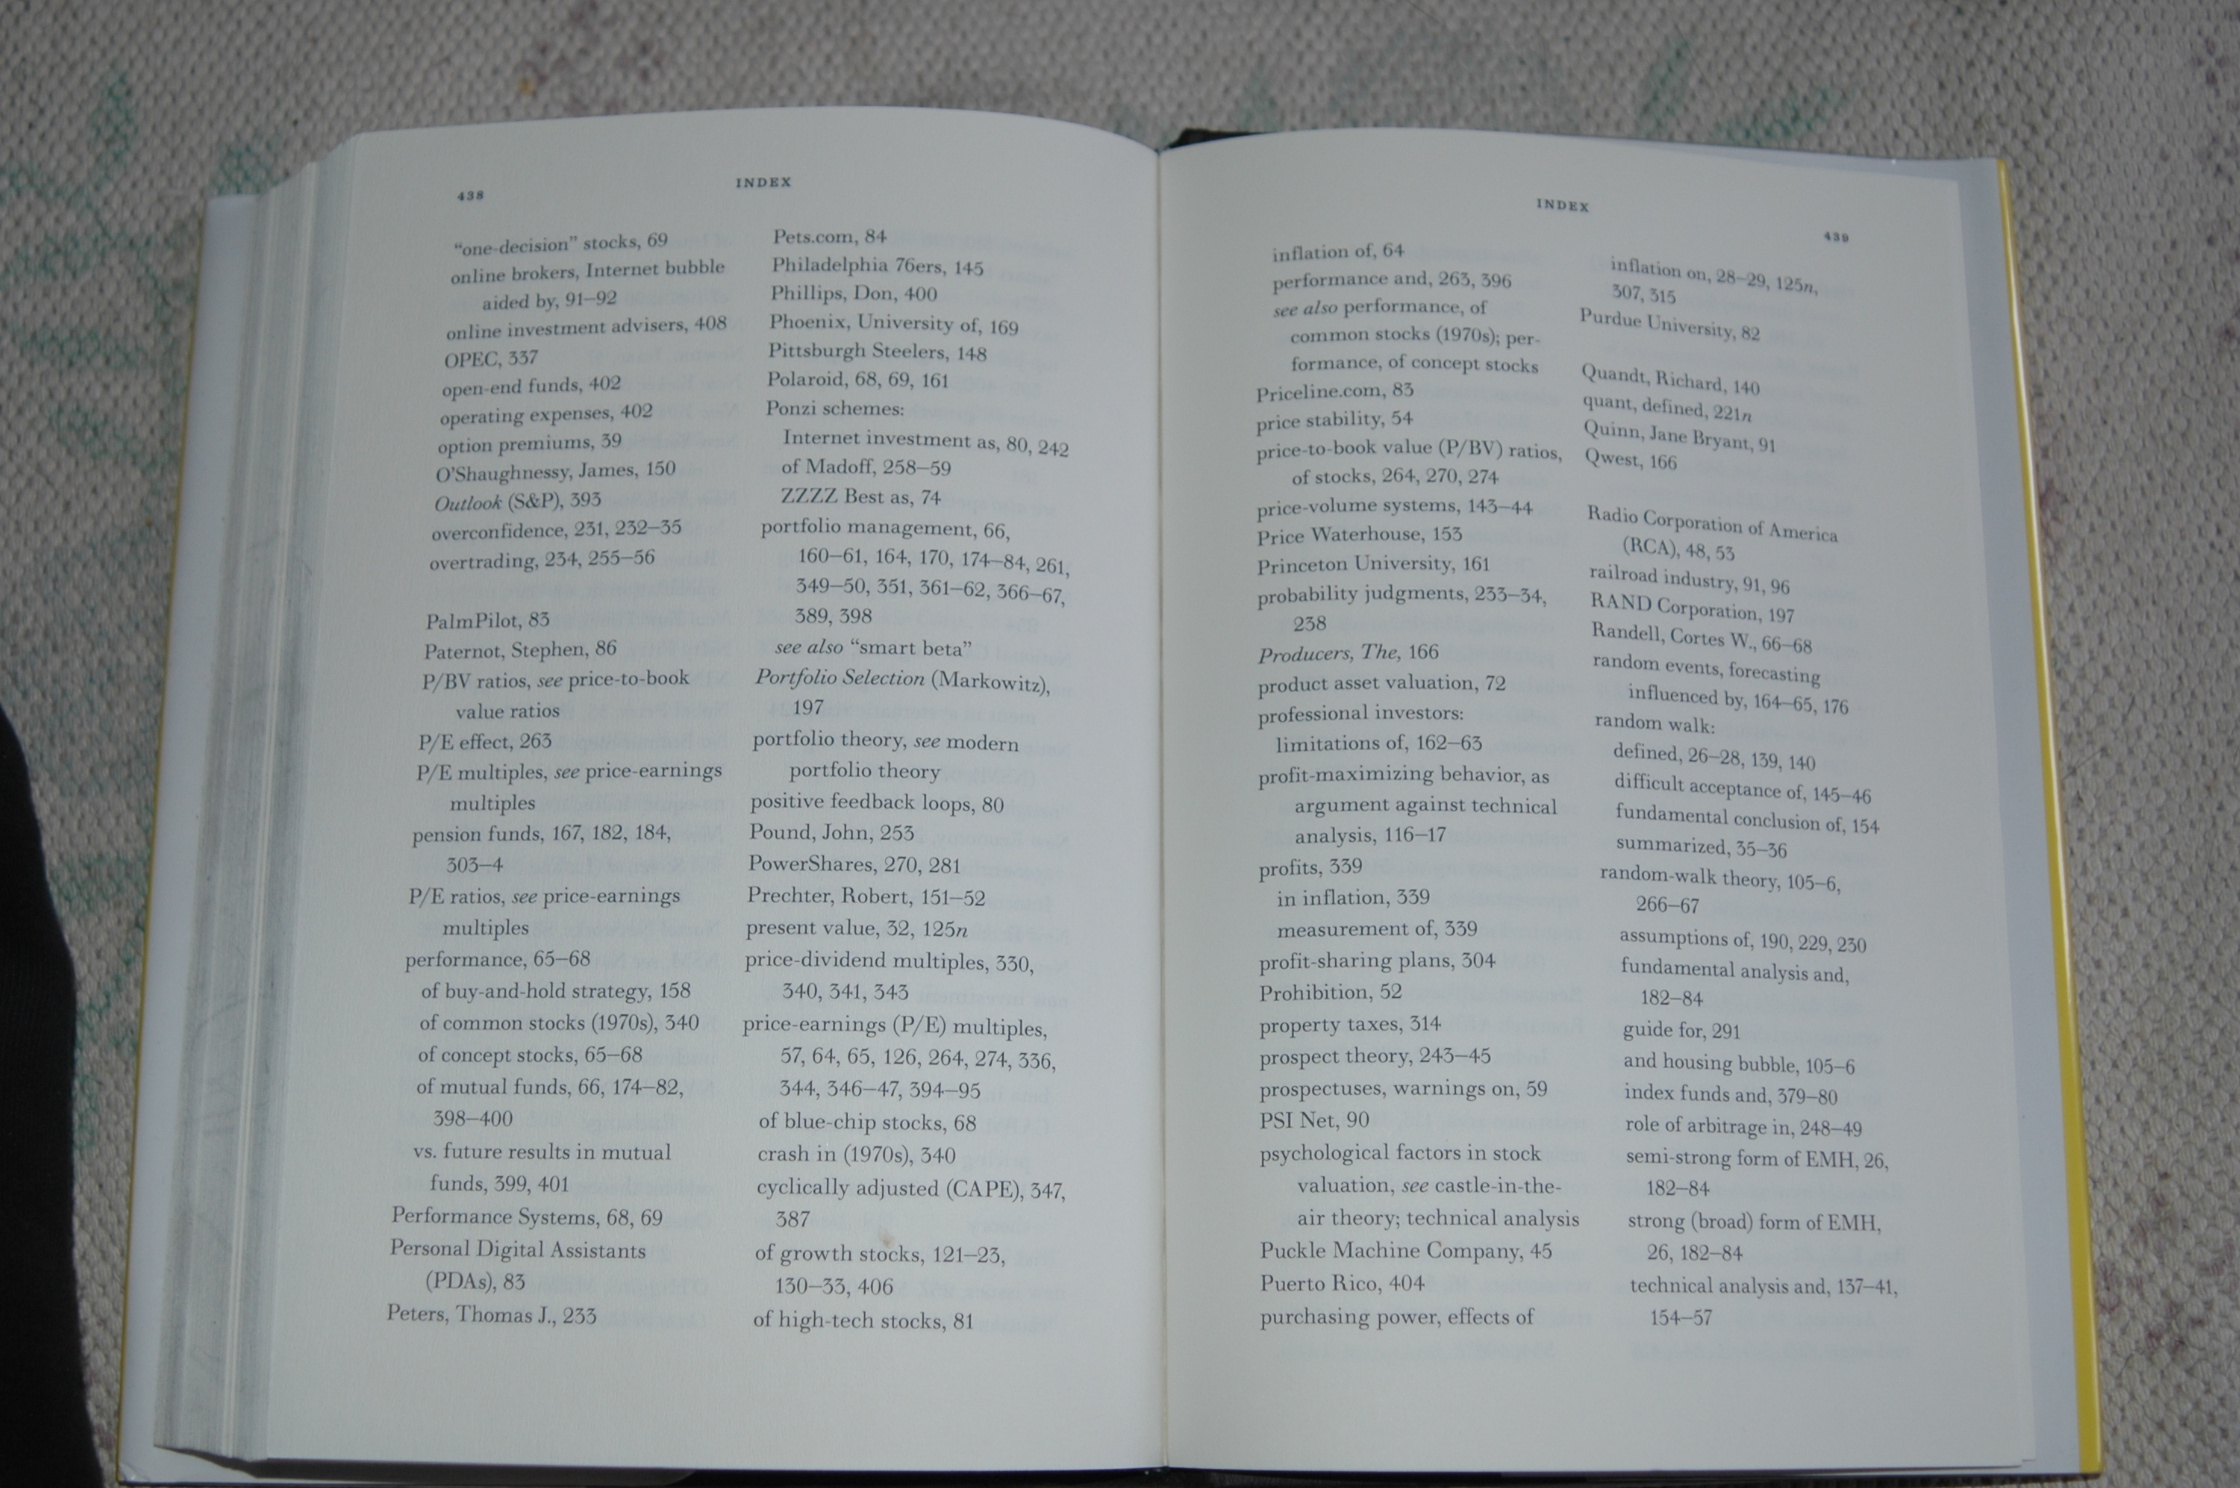 438
INDEX
"one-decision" stocks, 69
online brokers, Internet bubble
aided by, 91–92
online investment advisers, 408
OPEC, 337
open-end funds, 402
operating expenses, 402
option premiums, 39
O'Shaughnessy, James, 150
Outlook (S&P), 393
overconfidence, 231, 232–35
overtrading, 234, 255–56
PalmPilot, 83
Paternot, Stephen, 86
P/BV ratios, see price-to-book
value ratios
P/E effect, 263
P/E multiples, see price-earnings
multiples
pension funds, 167, 182, 184,
303–4
P/E ratios, see price-earnings
multiples
performance, 65–68
of buy-and-hold strategy, 158
of common stocks (1970s), 340
of concept stocks, 65–68
of mutual funds, 66, 174–82,
398–400
vs. future results in mutual
funds, 399, 401
Performance Systems, 68, 69
Personal Digital Assistants
(PDAs), 83
Peters, Thomas J., 233
Pets.com, 84
Philadelphia 76ers, 145
Phillips, Don, 400
Phoenix, University of, 169
Pittsburgh Steelers, 148
Polaroid, 68, 69, 161
Ponzi schemes:
Internet investment as, 80, 242
of Madoff, 258–59
ZZZZ Best as, 74
portfolio management, 66,
160–61, 164, 170, 174–84, 261,
349–50, 351, 361–62, 366–67,
389, 398
see also "smart beta"
Portfolio Selection (Markowitz),
197
portfolio theory, see modern
portfolio theory
positive feedback loops, 80
Pound, John, 253
PowerShares, 270, 281
Prechter, Robert, 151–52
present value, 32, 125n
price-dividend multiples, 330,
340, 341, 343
price-earnings (P/E) multiples,
57, 64, 65, 126, 264, 274, 336,
344, 346–47, 394–95
of blue-chip stocks, 68
crash in (1970s), 340
cyclically adjusted (CAPE), 347,
387
of growth stocks, 121–23,
130–33, 406
of high-tech stocks, 81
INDEX
439
inflation of, 64
performance and, 263, 396
see also performance, of
common stocks (1970s); per-
formance, of concept stocks
Priceline.com, 83
price stability, 54
price-to-book value (P/BV) ratios,
of stocks, 264, 270, 274
price-volume systems, 143–44
Price Waterhouse, 153
Princeton University, 161
probability judgments, 233–34,
238
Producers, The, 166
product asset valuation, 72
professional investors:
limitations of, 162–63
profit-maximizing behavior, as
argument against technical
analysis, 116–17
profits, 339
in inflation, 339
measurement of, 339
profit-sharing plans, 304
Prohibition, 52
property taxes, 314
prospect theory, 243–45
prospectuses, warnings on, 59
PSI Net, 90
psychological factors in stock
valuation, see castle-in-the-
air theory; technical analysis
Puckle Machine Company, 45
Puerto Rico, 404
purchasing power, effects of
inflation on, 28–29, 125n,
307, 315
Purdue University, 82
Quandt, Richard, 140
quant, defined, 221n
Quinn, Jane Bryant, 91
Qwest, 166
Radio Corporation of America
(RCA), 48, 53
railroad industry, 91, 96
RAND Corporation, 197
Randell, Cortes W., 66–68
random events, forecasting
influenced by, 164–65, 176
random walk:
defined, 26–28, 139, 140
difficult acceptance of, 145–46
fundamental conclusion of, 154
summarized, 35–36
random-walk theory, 105–6,
266–67
assumptions of, 190, 229, 230
fundamental analysis and,
182–84
guide for, 291
and housing bubble, 105–6
index funds and, 379–80
role of arbitrage in, 248–49
semi-strong form of EMH, 26,
182–84
strong (broad) form of EMH,
26, 182–84
technical analysis and, 137–41,
154–57